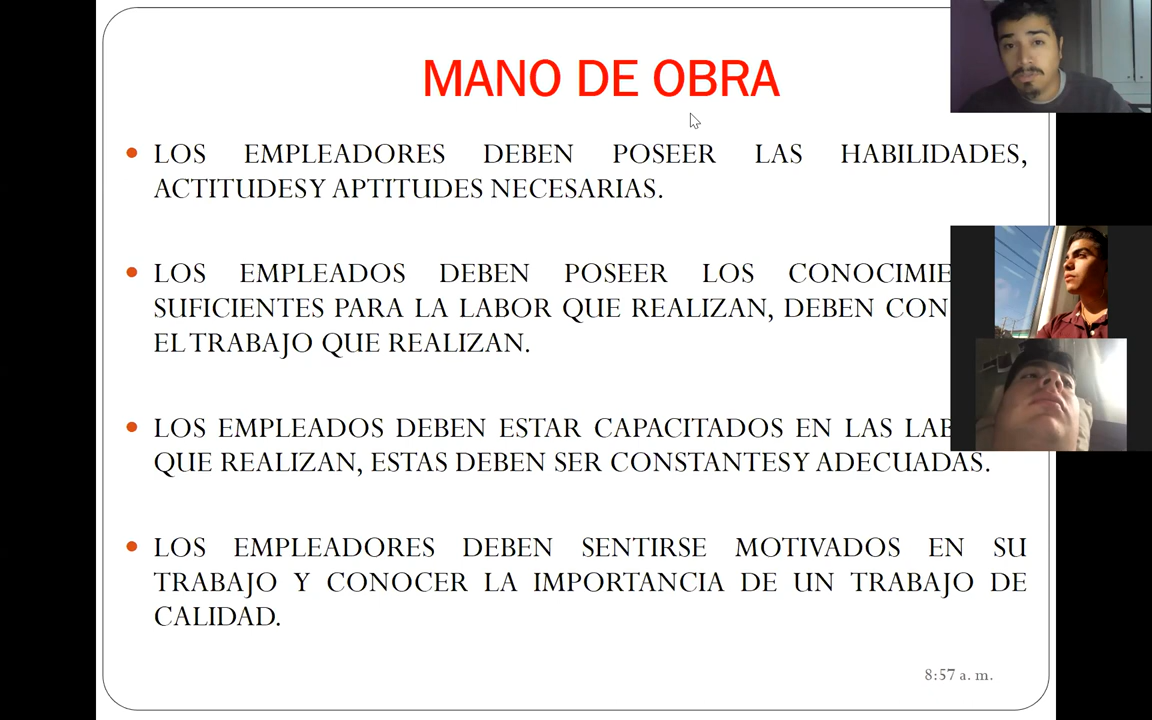 MANO DE OBRA
LOS EMPLEADORES DEBEN POSEER LAS HABILIDADES,
ACTITUDES Y APTITUDES NECESARIAS.
LOS EMPLEADOS DEBEN POSEER LOS
SUFICIENTES PARA LA LABOR QUE REALIZAN, DEBEN
EL TRABAJO QUE REALIZAN.
LOS EMPLEADOS DEBEN ESTAR CAPACITADOS EN LAS
QUE REALIZAN, ESTAS DEBEN SER CONSTANTES Y ADECUADAS.
LOS EMPLEADORES DEBEN SENTIRSE MOTIVADOS EN SU
TRABAJO Y CONOCER LA IMPORTANCIA DE UN TRABAJO DE
CALIDAD.
8:57 a. m.